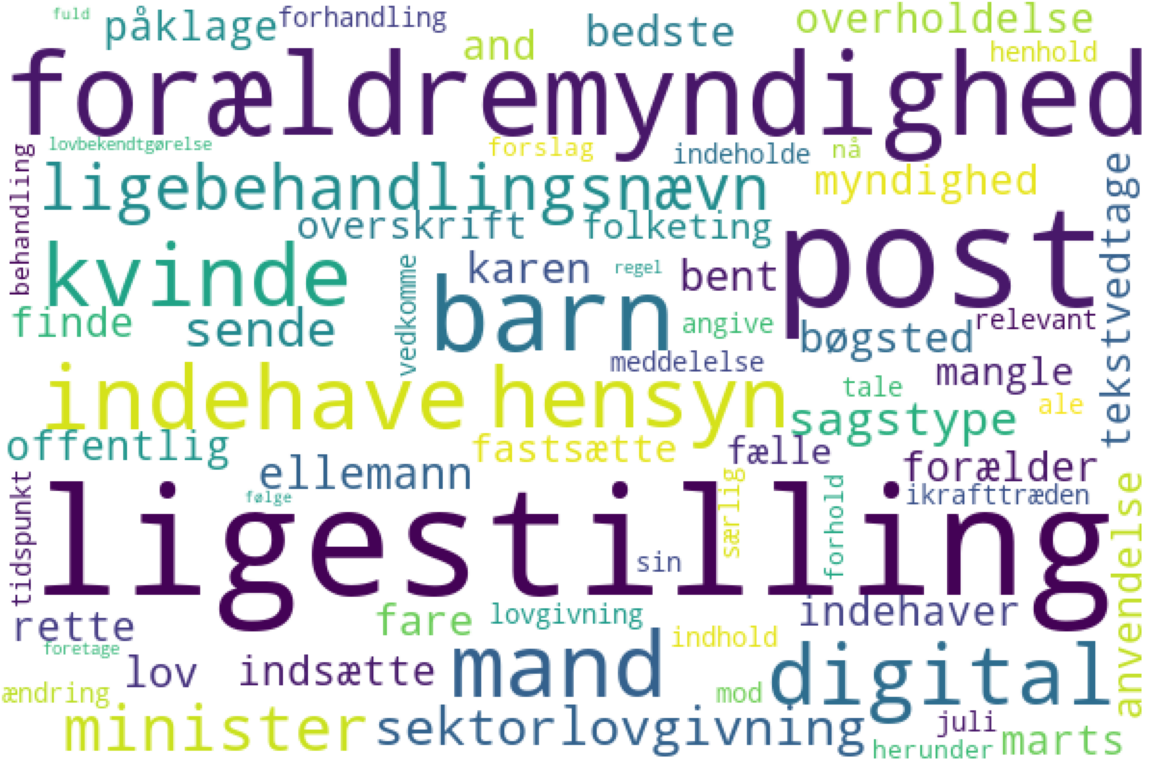 fuld
påklage
forhandling
and
bedste
overholdelse
henhold
forældremyndighed
lovbekendtgørelse
forslag
indeholde
nå
behandling
ligebehandlingsnævn
myndighed
tekstvedtage
overskrift
folketing
post
kvinde
vedkomme
karen
regel
bent
barn
finde
sende
angive
bøgsted
relevant
meddelelse
mangle
indehave
hensyn
tale
ale
sagstype
offentlig
fastsætte
fælle
forælder
ellemann
ikrafttræden
følge
særlig
forhold
tidspunkt
ligestilling
sin
anvendelse
rette
fare
lovgivning
indehaver
foretage
indhold
lov
indsætte
mand
digital
ændring
mod
minister
sektorlovgivning
juli
herunder
marts